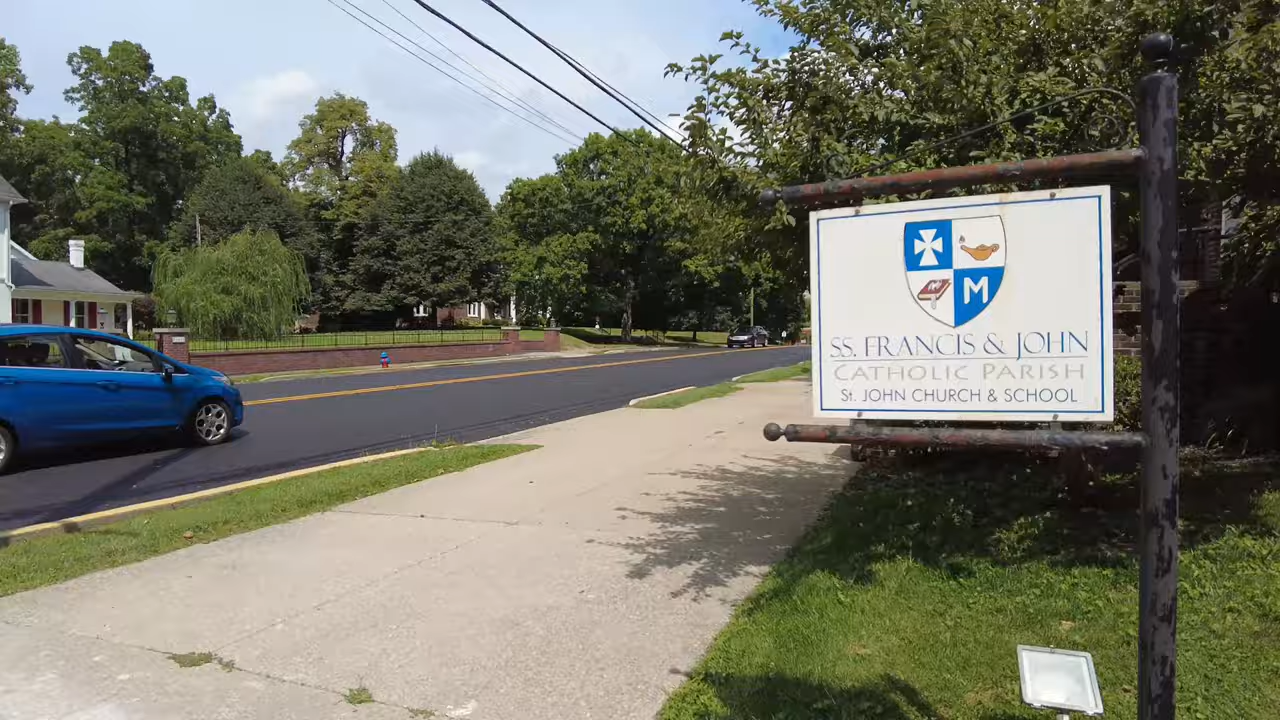 M
SS. FRANCIS & JOHN
CATHOLIC PARISH
St. JOHN CHURCH & SCHOOL